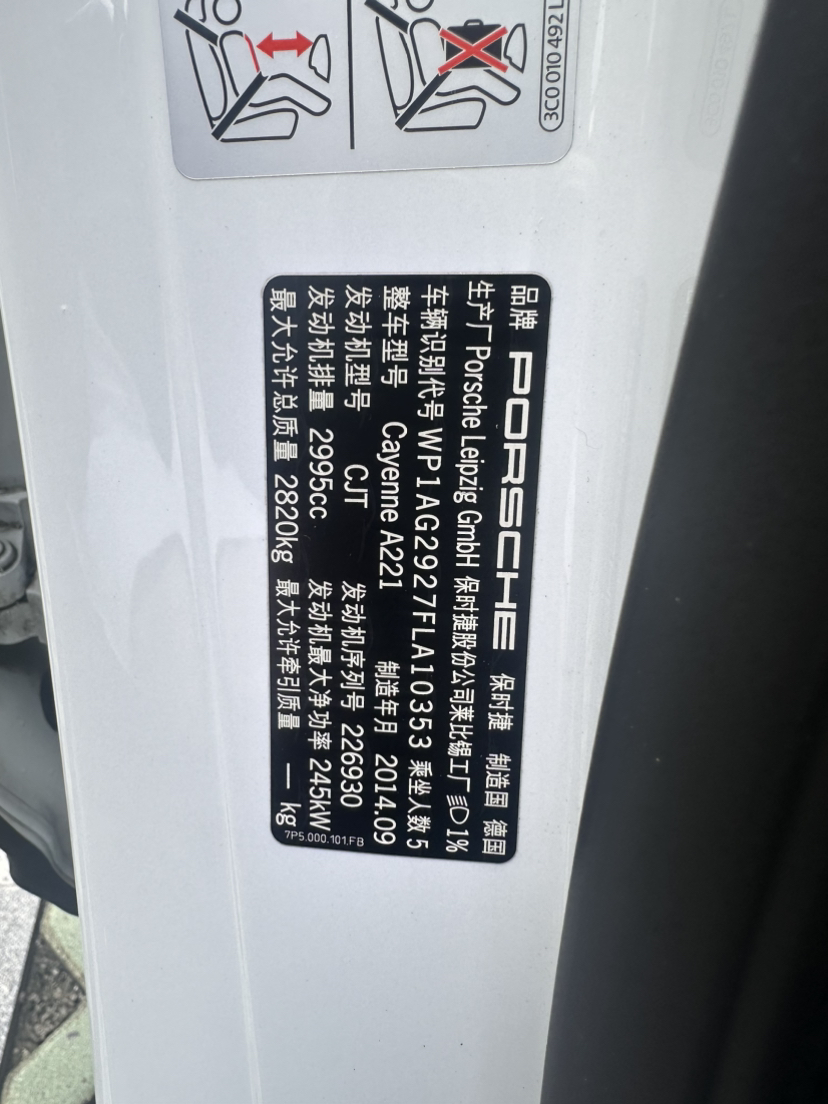 3C0 010 492 L
品牌 PORSCHE 保时捷 制造国 德国
生产厂 Porsche Leipzig GmbH 保时捷股份公司莱比锡工厂 1%
车辆识别代号 WP1AG2927FLA10353 乘坐人数 5
整车型号 Cayenne A221 制造年月 2014.09
发动机型号 CJT 发动机序列号 226930
发动机排量 2995cc 发动机最大净功率 245kW
最大允许总质量 2820kg 最大允许牵引质量 — kg
7P5.000.101.FB